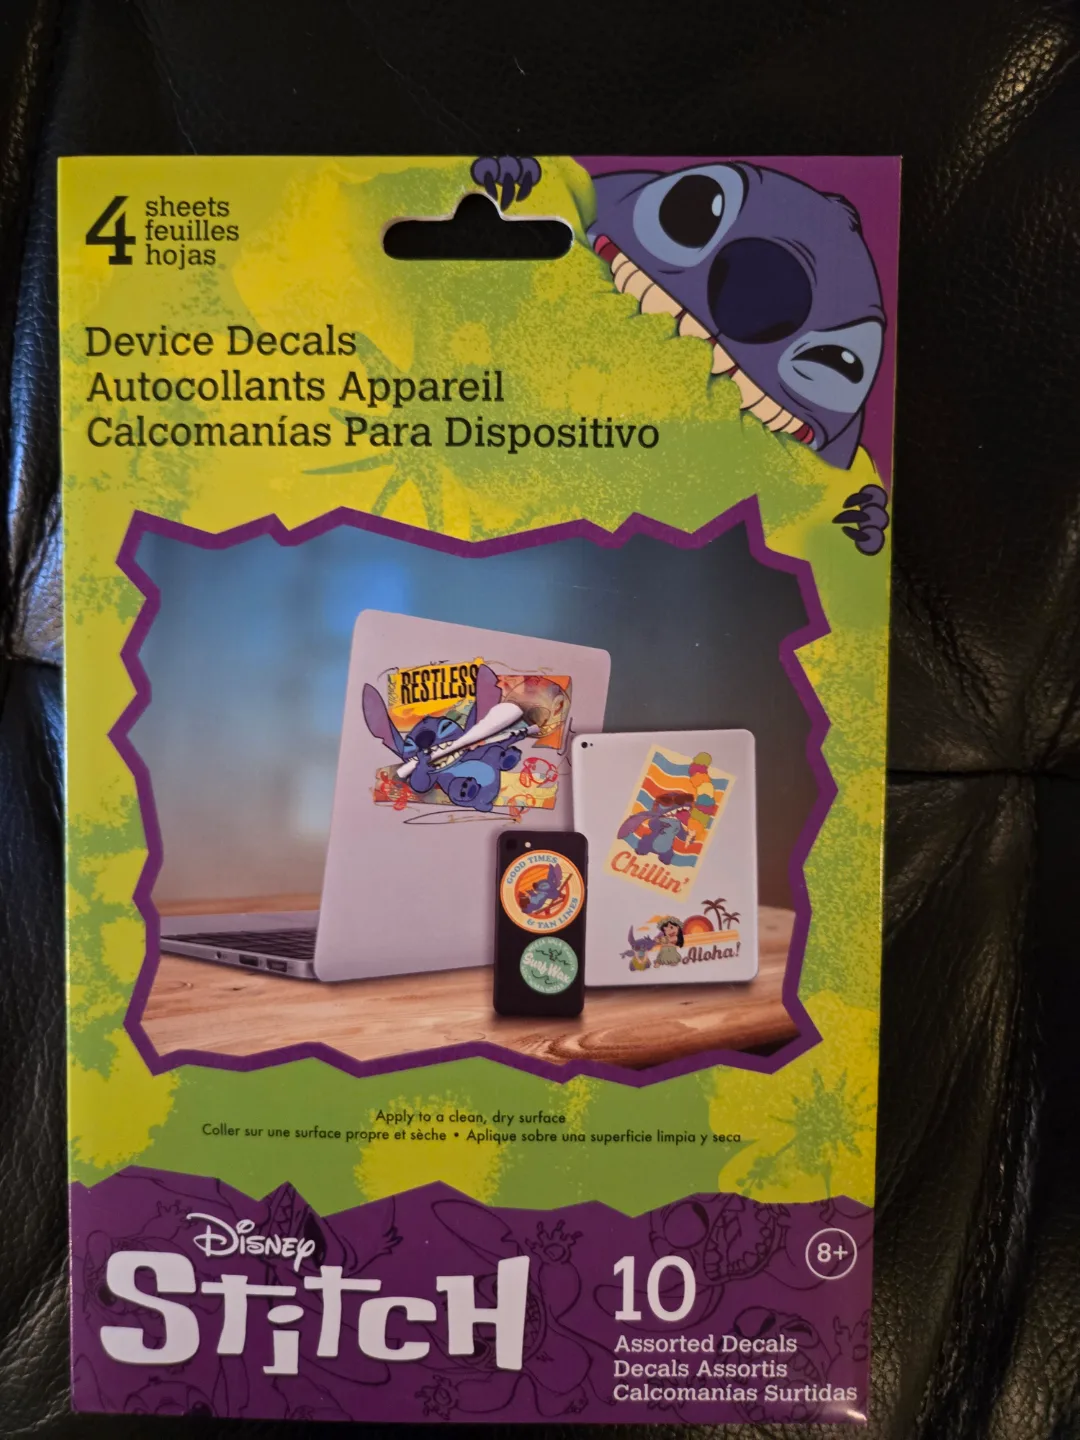 4 sheets
feuilles
hojas
Device Decals
Autocollants Appareil
Calcomanías Para Dispositivo
RESTLESS
Chillin'
GOOD TIMES
& TAN LINES
Surf Wax
Aloha!
Apply to a clean, dry surface
Coller sur une surface propre et sèche • Aplique sobre una superficie limpia y seca
Disney
Stitch
8+
10
Assorted Decals
Decals Assortis
Calcomanías Surtidas